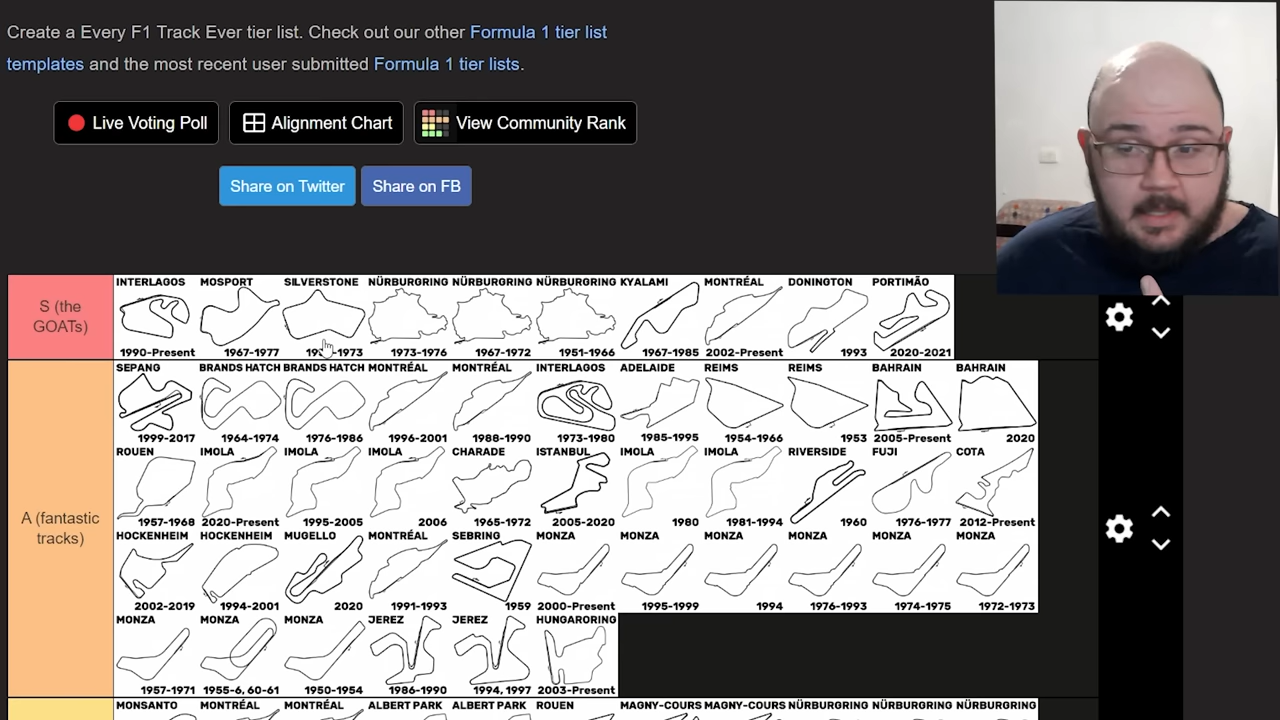 Create a Every F1 Track Ever tier list. Check out our other Formula 1 tier list
templates and the most recent user submitted Formula 1 tier lists.
Live Voting Poll
Alignment Chart
View Community Rank
Share on Twitter
Share on FB
S (the
GOATs)
INTERLAGOS MOSPORT SILVERSTONE NÜRBURGRING NÜRBURGRING NÜRBURGRING KYALAMI MONTRÉAL DONINGTON PORTIMÃO
1990-Present 1967-1977 1973-1976 1967-1972 1951-1966 1967-1985 2002-Present 1993 2020-2021
A (fantastic
tracks)
SEPANG BRANDS HATCH BRANDS HATCH MONTRÉAL MONTRÉAL INTERLAGOS ADELAIDE REIMS REIMS BAHRAIN BAHRAIN
1999-2017 1964-1974 1976-1986 1996-2001 1988-1990 1973-1980 1985-1995 1954-1966 1953 2005-Present 2020
ROUEN IMOLA IMOLA IMOLA CHARADE ISTANBUL IMOLA IMOLA RIVERSIDE FUJI COTA
1957-1968 2020-Present 1995-2005 2006 1965-1972 2005-2020 1980 1981-1994 1960 1976-1977 2012-Present
HOCKENHEIM HOCKENHEIM MUGELLO MONTRÉAL SEBRING MONZA MONZA MONZA MONZA MONZA MONZA
2002-2019 1994-2001 2020 1991-1993 1959 2000-Present 1995-1999 1994 1976-1993 1974-1975 1972-1973
MONZA MONZA MONZA JEREZ JEREZ HUNGARORING
1957-1971 1955-6, 60-61 1950-1954 1986-1990 1994, 1997 2003-Present
MONSANTO MONTRÉAL MONTRÉAL ALBERT PARK ALBERT PARK ROUEN MAGNY-COURS MAGNY-COURS NÜRBURGRING NÜRBURGRING NÜRBURGRING